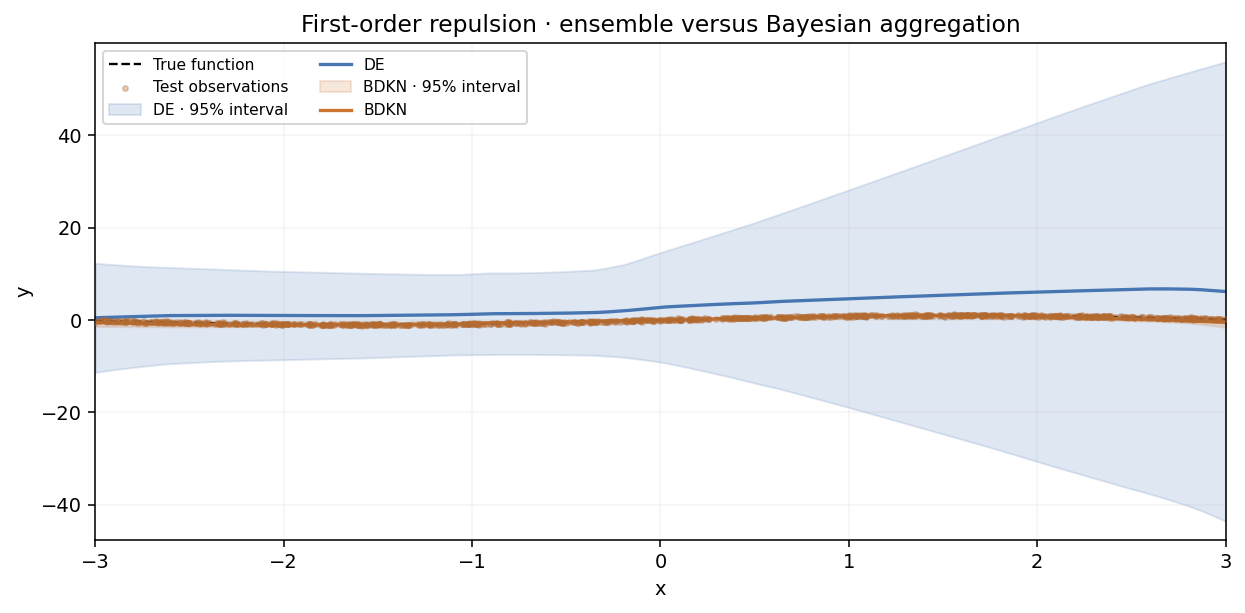 First-order repulsion · ensemble versus Bayesian aggregation
True function
Test observations
DE · 95% interval
DE
BDKN · 95% interval
BDKN
y
40
20
0
−20
−40
−3
−2
−1
0
1
2
3
x